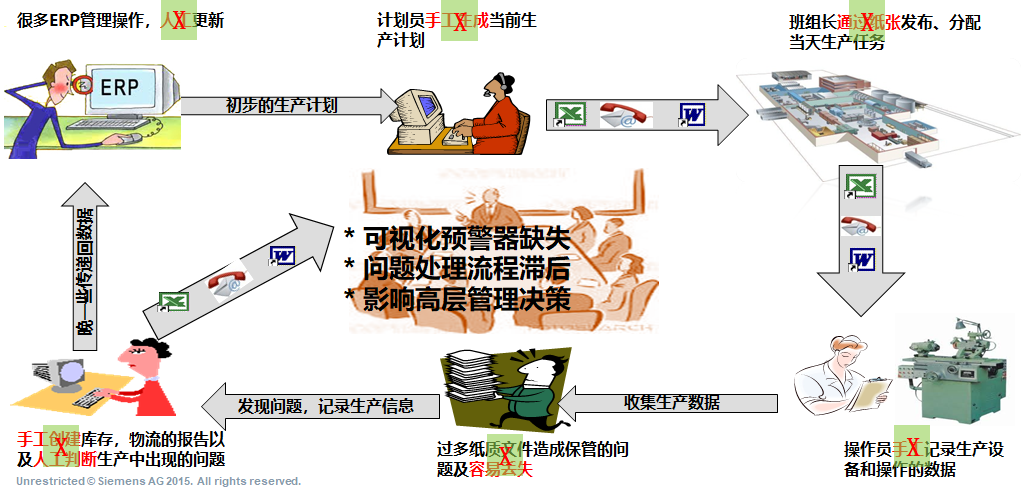 很多ERP管理操作，人工更新
计划员手工生成当前生
产计划
班组长通过纸张发布、分配
当天生产任务
ERP
初步的生产计划
晚一些传递回数据
* 可视化预警器缺失
* 问题处理流程滞后
* 影响高层管理决策
发现问题，记录生产信息
收集生产数据
手工创建库存，物流的报告以
及人工判断生产中出现的问题
过多纸质文件造成保管的问
题及容易丢失
操作员手工记录生产设
备和操作的数据
Unrestricted © Siemens AG 2015. All rights reserved.